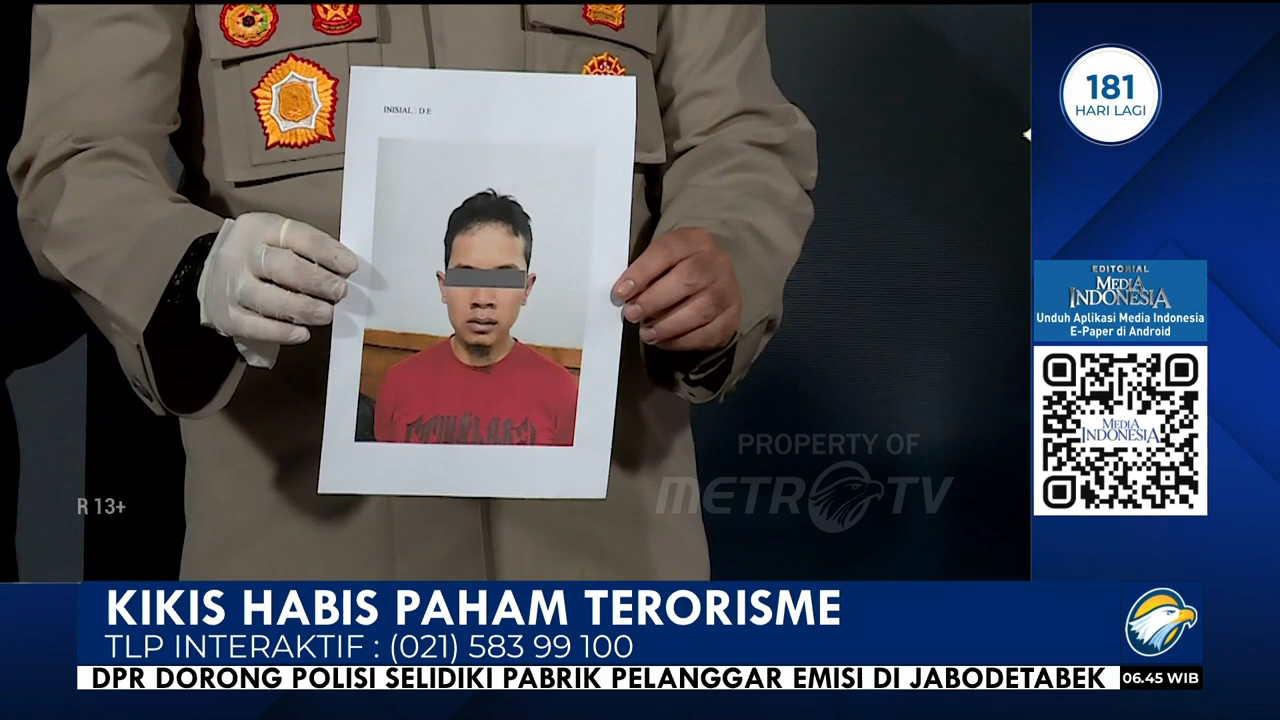 INISIAL : D E
181
HARI LAGI
EDITORIAL
MEDIA
INDONESIA
Unduh Aplikasi Media Indonesia
E-Paper di Android
MEDIA
INDONESIA
PROPERTY OF
METRO TV
R 13+
KIKIS HABIS PAHAM TERORISME
TLP INTERAKTIF : (021) 583 99 100
DPR DORONG POLISI SELIDIKI PABRIK PELANGGAR EMISI DI JABODETABEK
06.45 WIB